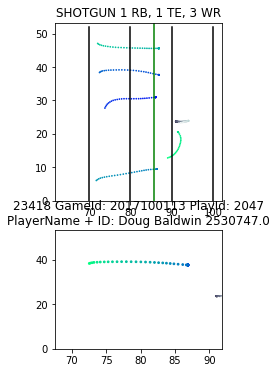 SHOTGUN 1 RB, 1 TE, 3 WR
50
40
30
20
10
0
70 80 90 100
23418 GameId: 2017100113 PlayId: 2047
PlayerName + ID: Doug Baldwin 2530747.0
40
20
0
70 75 80 85 90